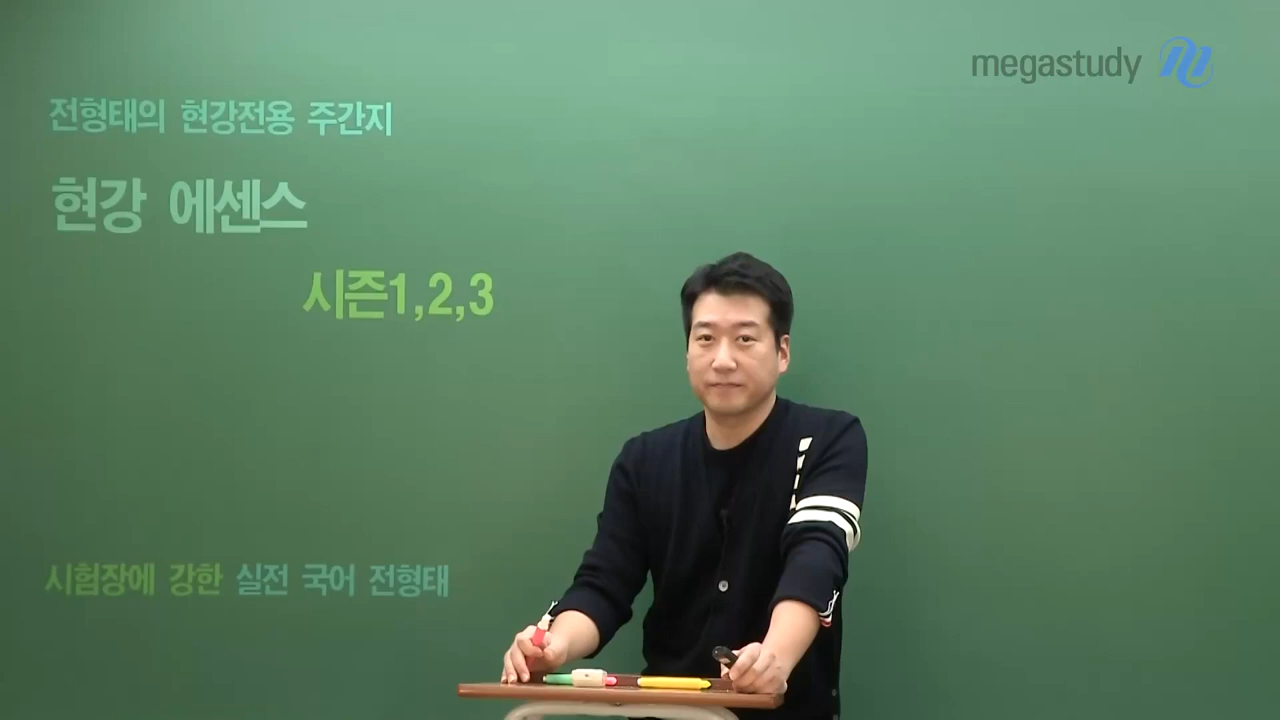 megastudy
전형태의 현강전용 주간지
현강 에센스
시즌1,2,3
시험장에 강한 실전 국어 전형태